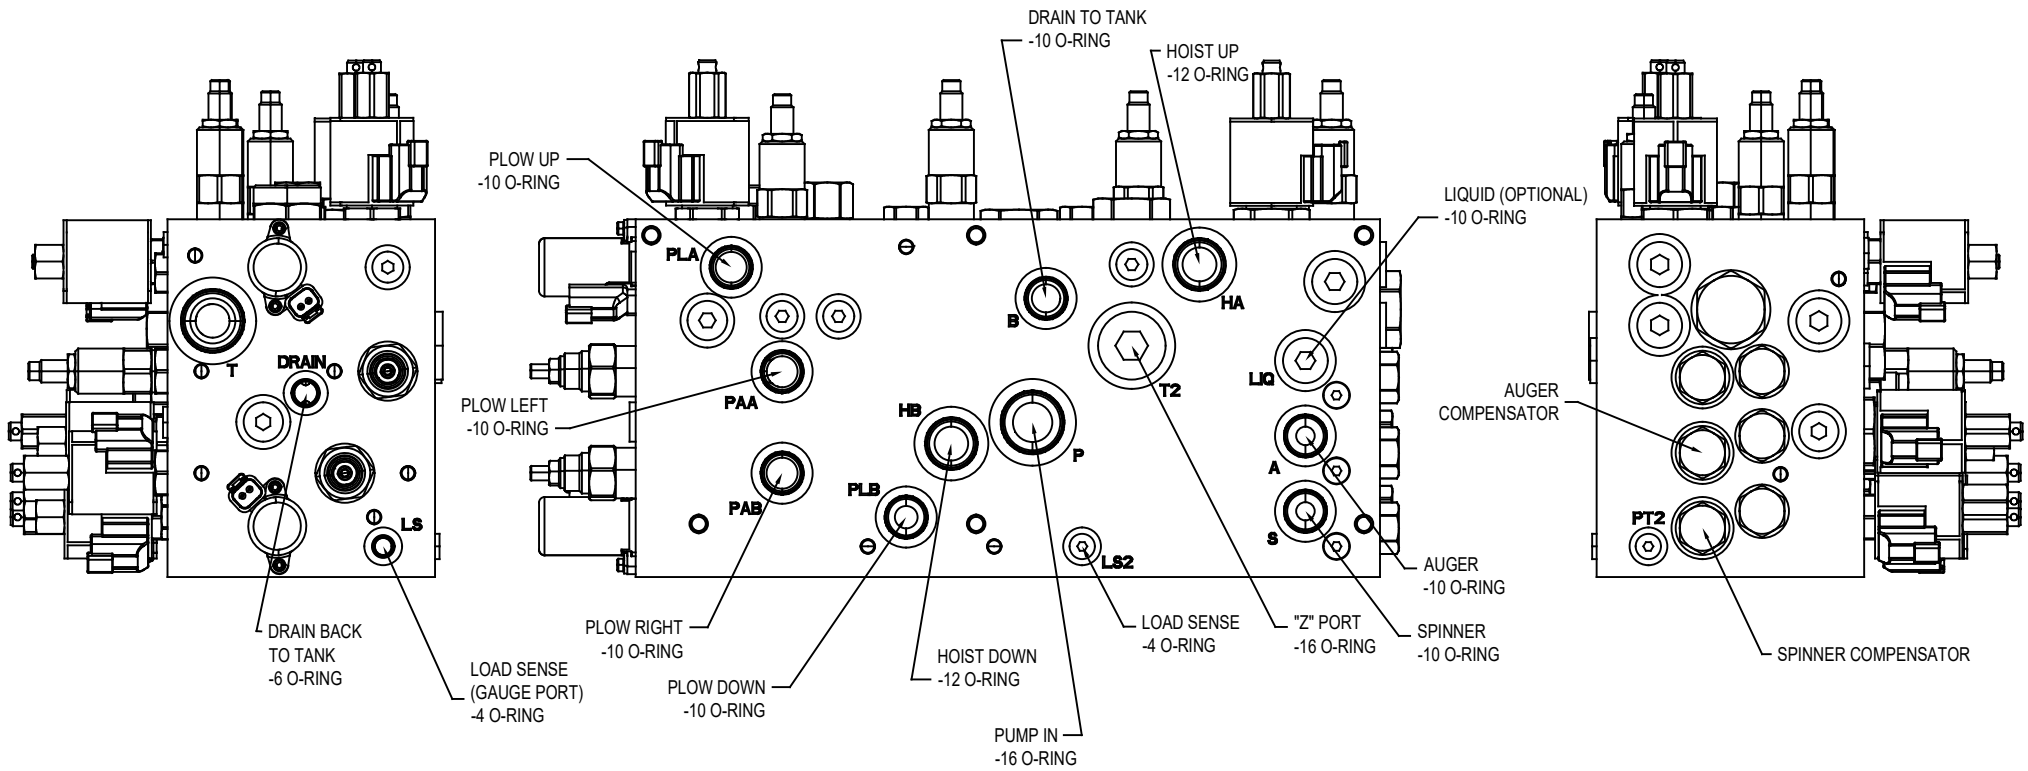 DRAIN TO TANK
-10 O-RING
HOIST UP
-12 O-RING
PLOW UP
-10 O-RING
LIQUID (OPTIONAL)
-10 O-RING
PLA
HA
B
T
DRAIN
LIQ
T2
PAA
PLOW LEFT
-10 O-RING
HB
P
A
AUGER
COMPENSATOR
PLB
PAB
S
LS
LS2
PT2
AUGER
-10 O-RING
DRAIN BACK
TO TANK
-6 O-RING
LOAD SENSE
(GAUGE PORT)
-4 O-RING
PLOW RIGHT
-10 O-RING
PLOW DOWN
-10 O-RING
HOIST DOWN
-12 O-RING
PUMP IN
-16 O-RING
LOAD SENSE
-4 O-RING
"Z" PORT
-16 O-RING
SPINNER
-10 O-RING
SPINNER COMPENSATOR